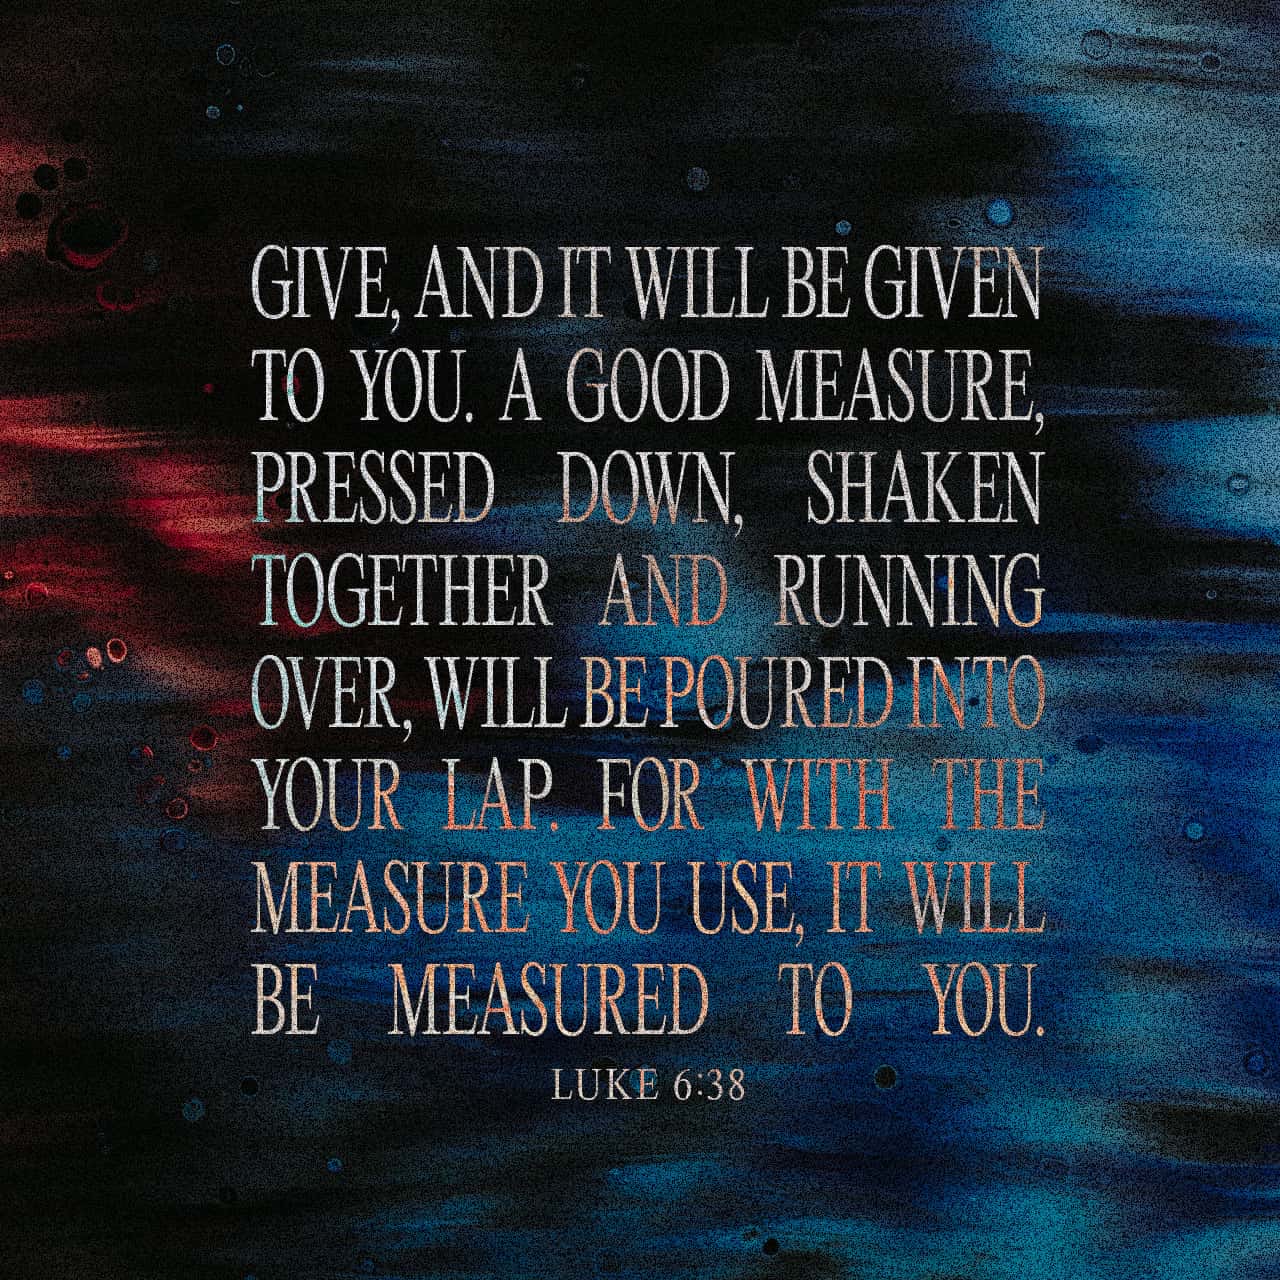 GIVE, AND IT WILL BE GIVEN
TO YOU. A GOOD MEASURE,
PRESSED DOWN, SHAKEN
TOGETHER AND RUNNING
OVER, WILL BE POURED INTO
YOUR LAP. FOR WITH THE
MEASURE YOU USE, IT WILL
BE MEASURED TO YOU.
LUKE 6:38